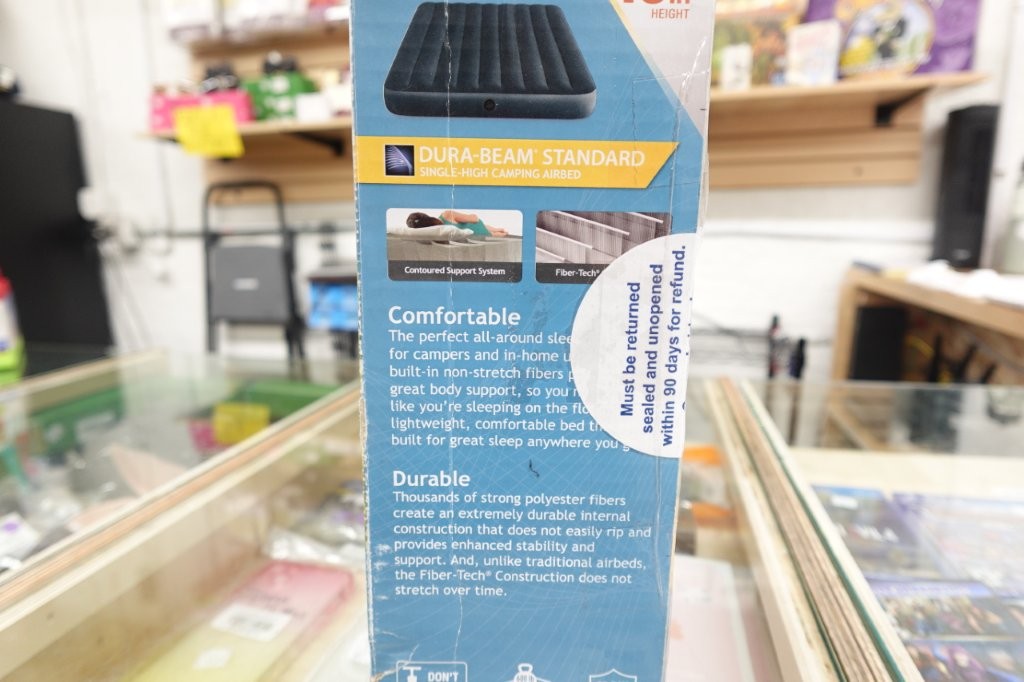 in
HEIGHT
DURA-BEAM® STANDARD
SINGLE-HIGH CAMPING AIRBED
Contoured Support System
Fiber-Tech®
Comfortable
The perfect all-around
for campers and in-home
built-in non-stretch fibers
great body support, so
like you're sleeping on the
lightweight, comfortable bed
built for great sleep anywhere you
Must be returned
sealed and unopened
within 90 days for refund.
Durable
Thousands of strong polyester fibers
create an extremely durable internal
construction that does not easily rip and
provides enhanced stability and
support. And, unlike traditional airbeds,
the Fiber-Tech® Construction does not
stretch over time.
DON'T